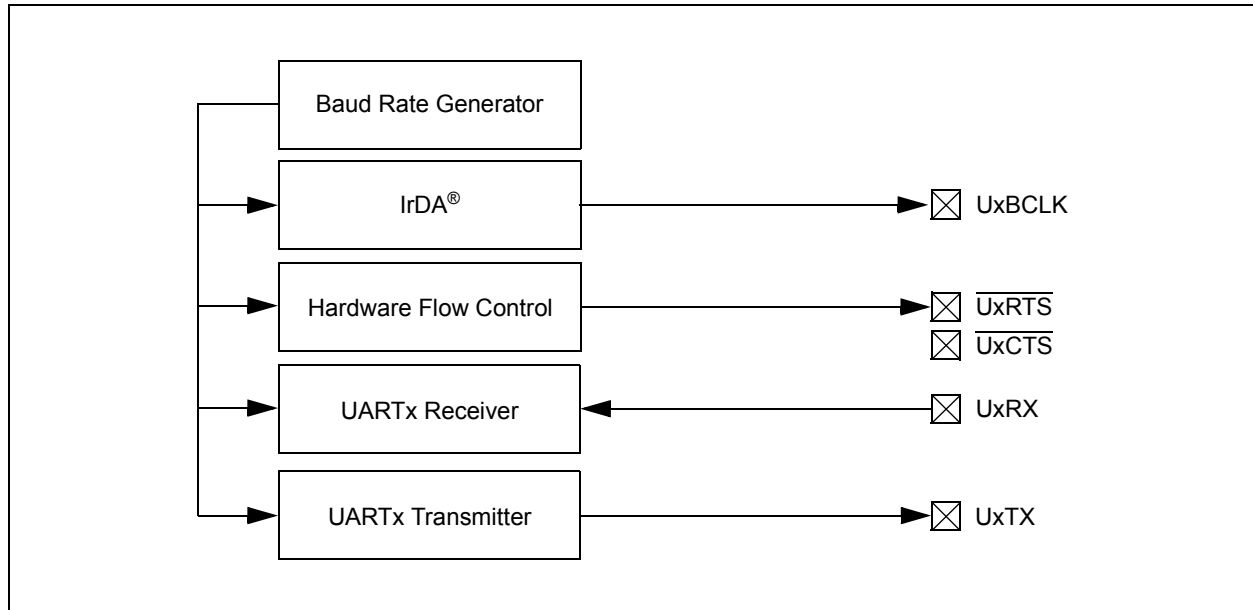 Baud Rate Generator
IrDA®
UxBCLK
Hardware Flow Control
UxRTS
UxCTS
UARTx Receiver
UxRX
UARTx Transmitter
UxTX